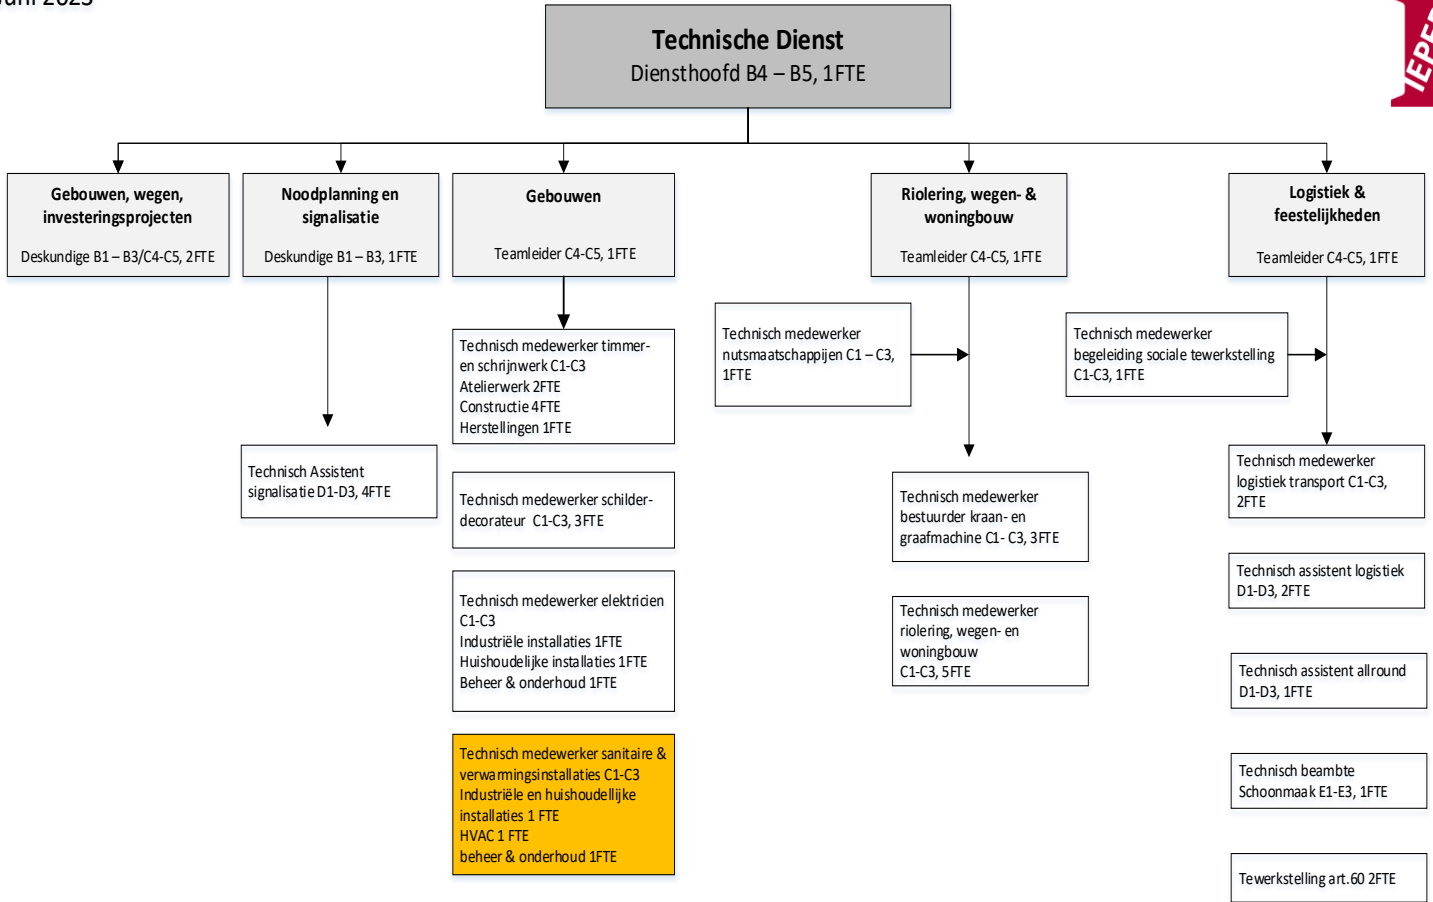 Juni 2023
IEPER
Technische Dienst
Diensthoofd B4 – B5, 1FTE
Gebouwen, wegen,
investeringsprojecten
Deskundige B1 – B3/C4-C5, 2FTE
Noodplanning en
signalisatie
Deskundige B1 – B3, 1FTE
Gebouwen
Teamleider C4-C5, 1FTE
Riolering, wegen- &
woningbouw
Teamleider C4-C5, 1FTE
Logistiek &
feestelijkheden
Teamleider C4-C5, 1FTE
Technisch Assistent
signalisatie D1-D3, 4FTE
Technisch medewerker timmer-
en schrijnwerk C1-C3
Atelierwerk 2FTE
Constructie 4FTE
Herstellingen 1FTE
Technisch medewerker schilder-
decorateur C1-C3, 3FTE
Technisch medewerker elektricien
C1-C3
Industriële installaties 1FTE
Huishoudelijke installaties 1FTE
Beheer & onderhoud 1FTE
Technisch medewerker sanitaire &
verwarmingsinstallaties C1-C3
Industriële en huishoudellijke
installaties 1 FTE
HVAC 1 FTE
beheer & onderhoud 1FTE
Technisch medewerker
nutsmaatschappijen C1 – C3,
1FTE
Technisch medewerker
bestuurder kraan- en
graafmachine C1- C3, 3FTE
Technisch medewerker
riolering, wegen- en
woningbouw
C1-C3, 5FTE
Technisch medewerker
begeleiding sociale tewerkstelling
C1-C3, 1FTE
Technisch medewerker
logistiek transport C1-C3,
2FTE
Technisch assistent logistiek
D1-D3, 2FTE
Technisch assistent allround
D1-D3, 1FTE
Technisch beambte
Schoonmaak E1-E3, 1FTE
Tewerkstelling art.60 2FTE